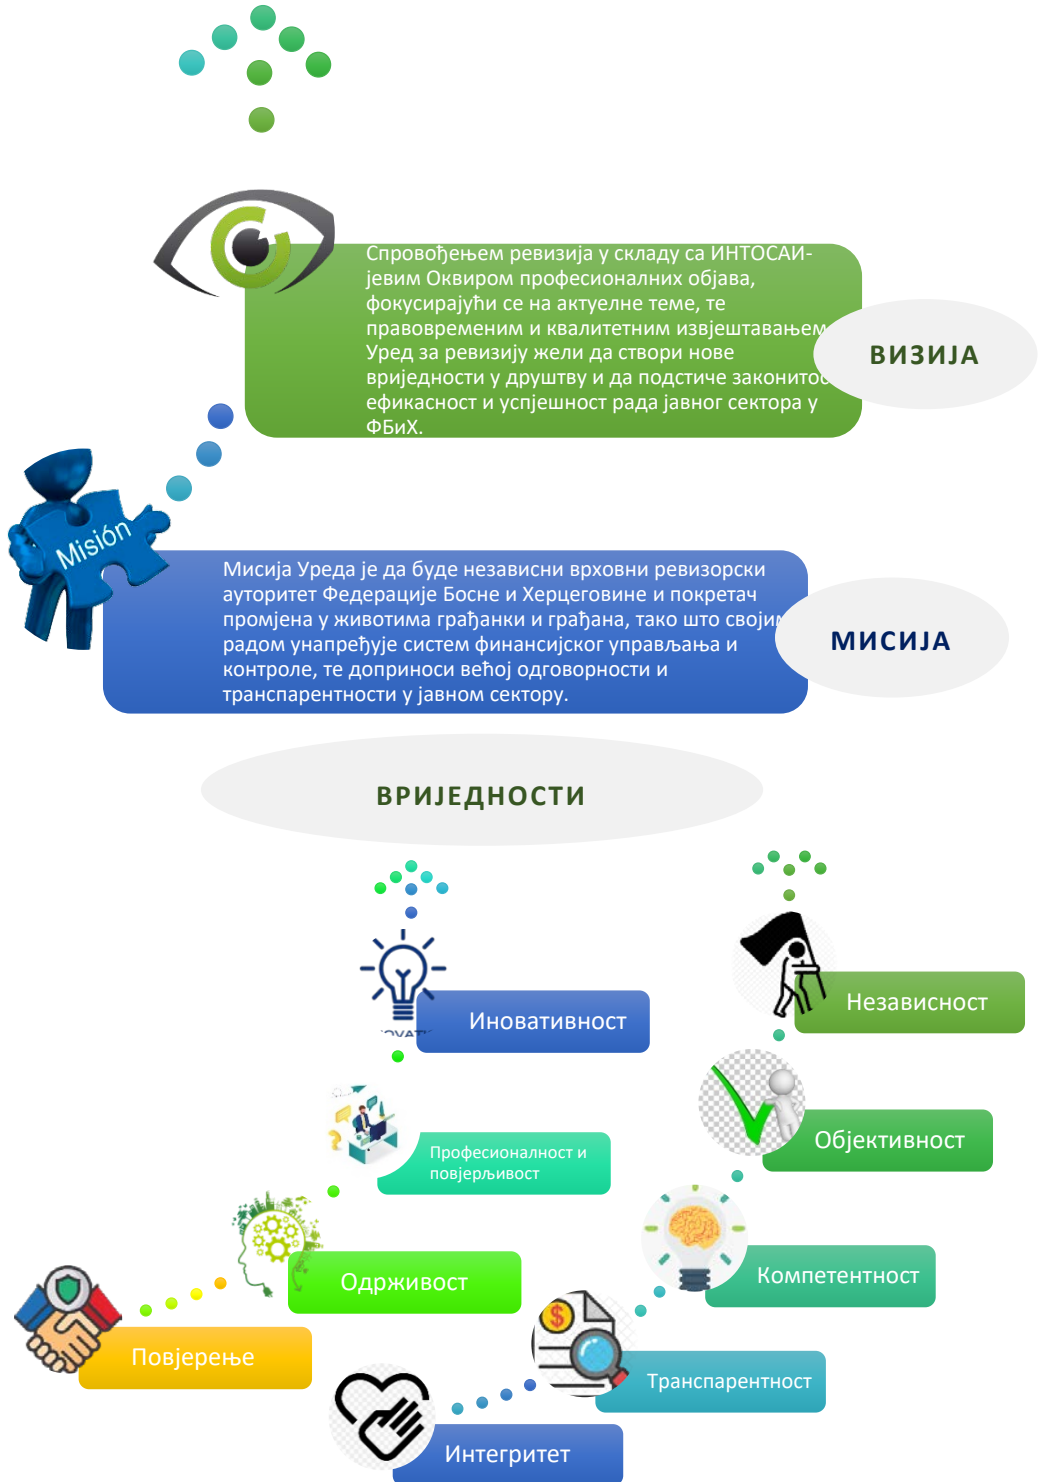 Спровођењем ревизија у складу са ИНТОСАИ-
јевим Оквиром професионалних објава,
фокусирајући се на актуелне теме, те
правовременим и квалитетним извјештавањем
Уред за ревизију жели да створи нове
вриједности у друштву и да подстиче
ефикасност и успјешност рада јавног сектора у
ФБиХ.
ВИЗИЈА
Misión
Мисија Уреда је да буде независни врховни ревизорски
ауторитет Федерације Босне и Херцеговине и покретач
промјена у животима грађанки и грађана, тако што својим
радом унапређује систем финансијског управљања и
контроле, те доприноси већој одговорности и
транспарентности у јавном сектору.
МИСИЈА
ВРИЈЕДНОСТИ
Иновативност
Професионалност и
повјерљивост
Одрживост
Повјерење
Независност
Објективност
Компетентност
Транспарентност
Интегритет